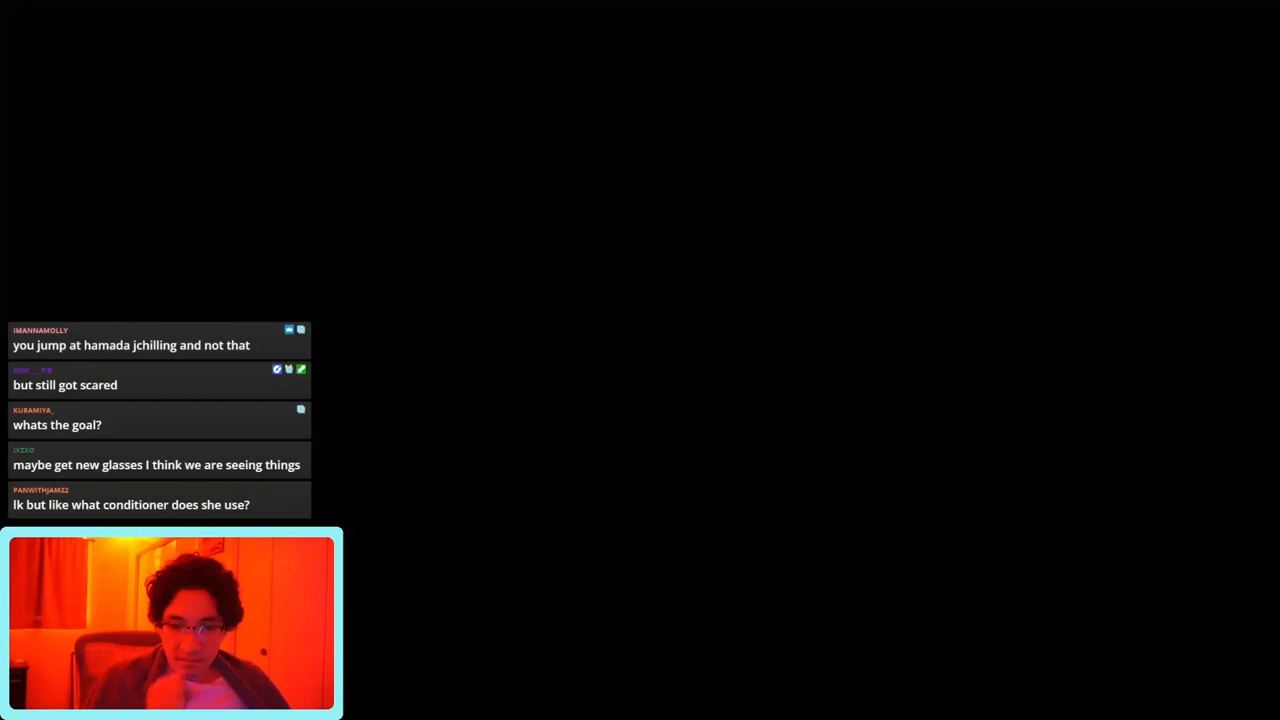 IMANNAMOLLY
you jump at hamada jchilling and not that
but still got scared
KURAMIYA_
whats the goal?
IXZXO
maybe get new glasses I think we are seeing things
PANWITHJAM22
Ik but like what conditioner does she use?